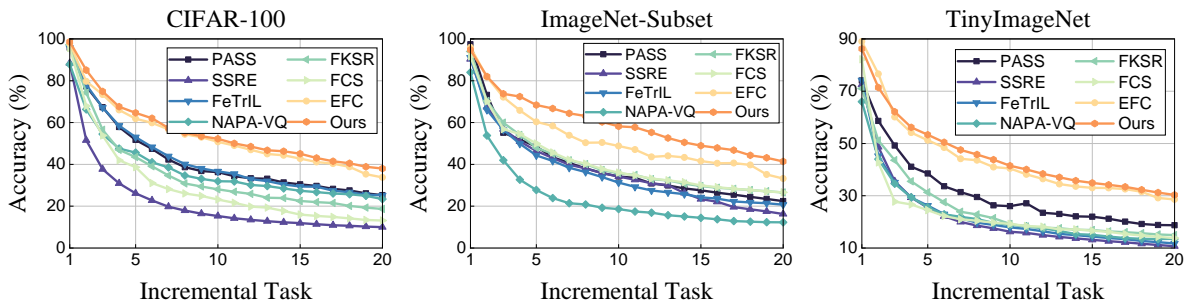 CIFAR-100
Accuracy (%)
100
80
60
40
20
0
1 5 10 15 20
Incremental Task
PASS FKSR
SSRE FCS
FeTrIL EFC
NAPA-VQ Ours
ImageNet-Subset
Accuracy (%)
100
80
60
40
20
0
1 5 10 15 20
Incremental Task
PASS FKSR
SSRE FCS
FeTrIL EFC
NAPA-VQ Ours
TinyImageNet
Accuracy (%)
90
70
50
30
10
1 5 10 15 20
Incremental Task
PASS FKSR
SSRE FCS
FeTrIL EFC
NAPA-VQ Ours